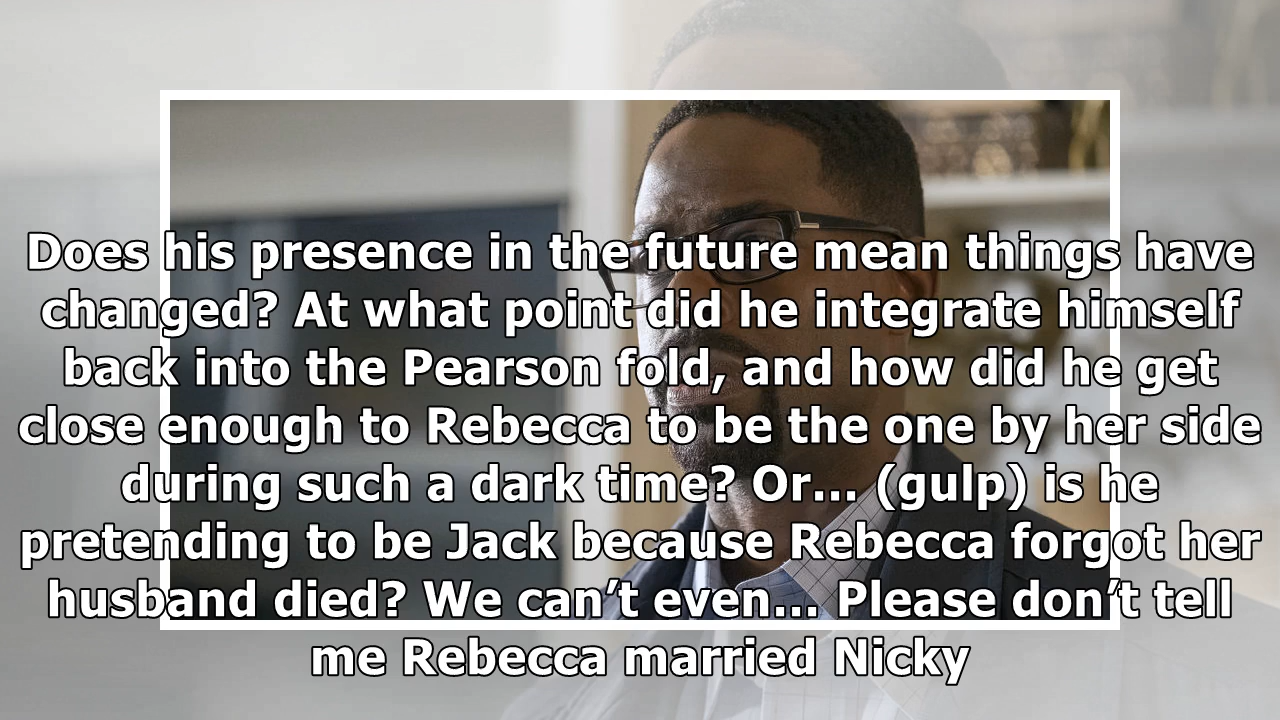 Does his presence in the future mean things have
changed? At what point did he integrate himself
back into the Pearson fold, and how did he get
close enough to Rebecca to be the one by her side
during such a dark time? Or... (gulp) is he
pretending to be Jack because Rebecca forgot her
husband died? We can’t even... Please don’t tell
me Rebecca married Nicky